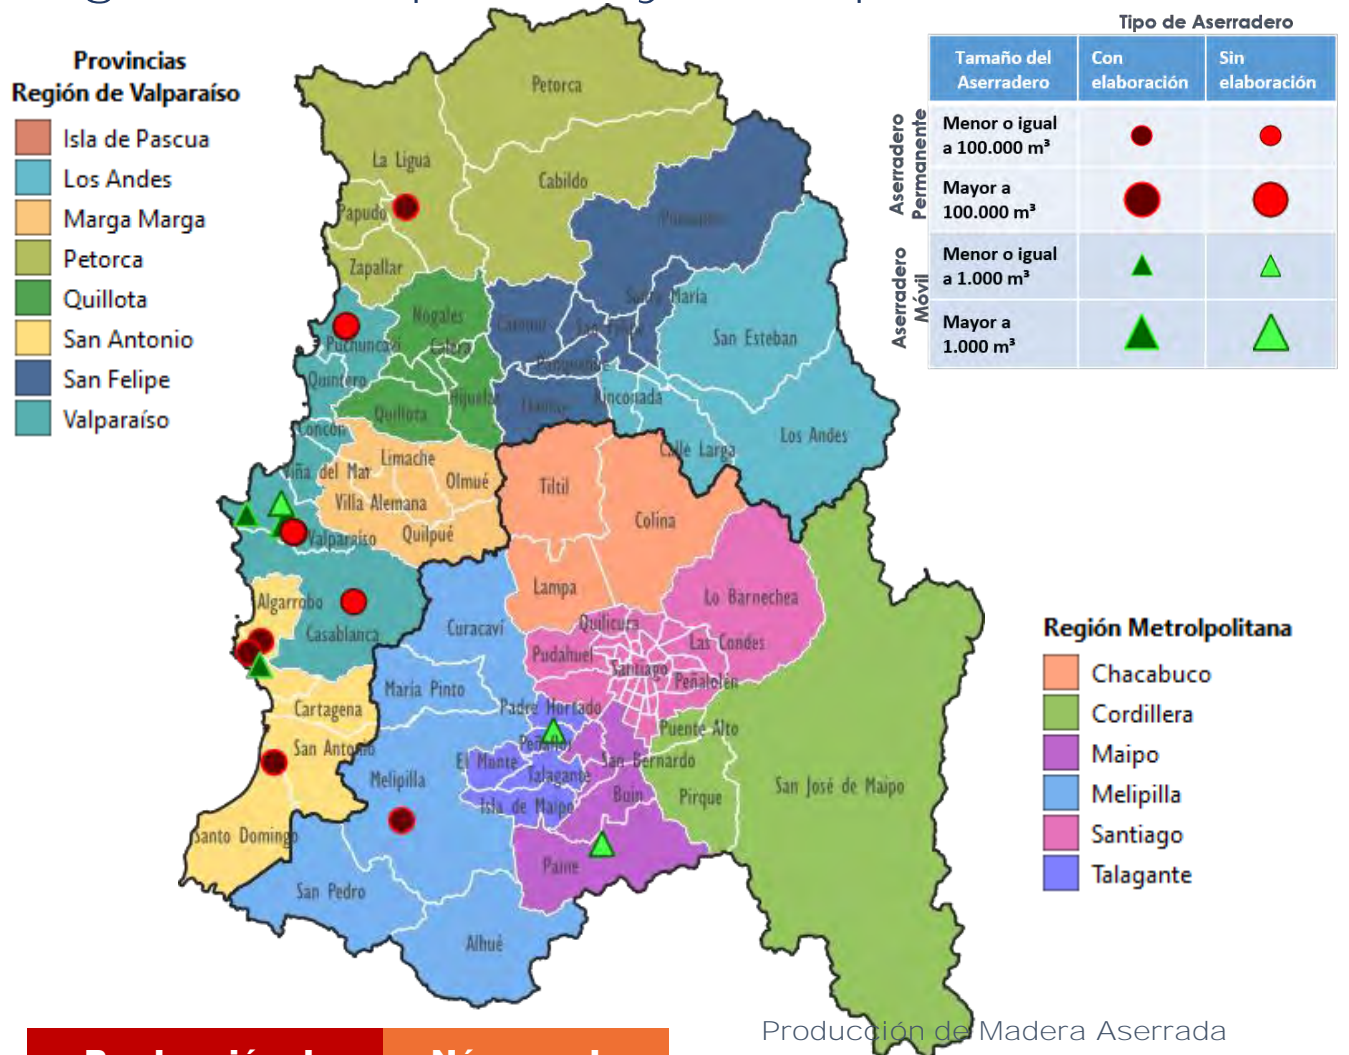 Provincias
Región de Valparaíso
Isla de Pascua
Los Andes
Marga Marga
Petorca
Quillota
San Antonio
San Felipe
Valparaíso
Tipo de Aserradero
Tamaño del Aserradero
Con elaboración
Sin elaboración
Aserradero Permanente
Menor o igual a 100.000 m³
Mayor a 100.000 m³
Aserradero Móvil
Menor o igual a 1.000 m³
Mayor a 1.000 m³
Petorca
La Ligua
Cabildo
Papudo
Zapallar
Nogales
Santa María
San Esteban
Puchuncaví
Calera
San Felipe
Panquehue
Quintero
Hijuelas
Rinconada
Quillota
Concón
Los Andes
Calle Larga
Viña del Mar
Limache
Olmué
Tiltil
Villa Alemana
Colina
Valparaíso
Quilpué
Lampa
Lo Barnechea
Algarrobo
Casablanca
Curacaví
Quilicura
Las Condes
Pudahuel
Santiago
Peñalolén
María Pinto
Cartagena
Padre Hurtado
Puente Alto
San Antonio
Peñaflor
San Bernardo
El Monte
Talagante
Melipilla
San José de Maipo
Buin
Pirque
Isla de Maipo
Santo Domingo
Paine
San Pedro
Alhué
Región Metrolpolitana
Chacabuco
Cordillera
Maipo
Melipilla
Santiago
Talagante
Producción de Madera Aserrada